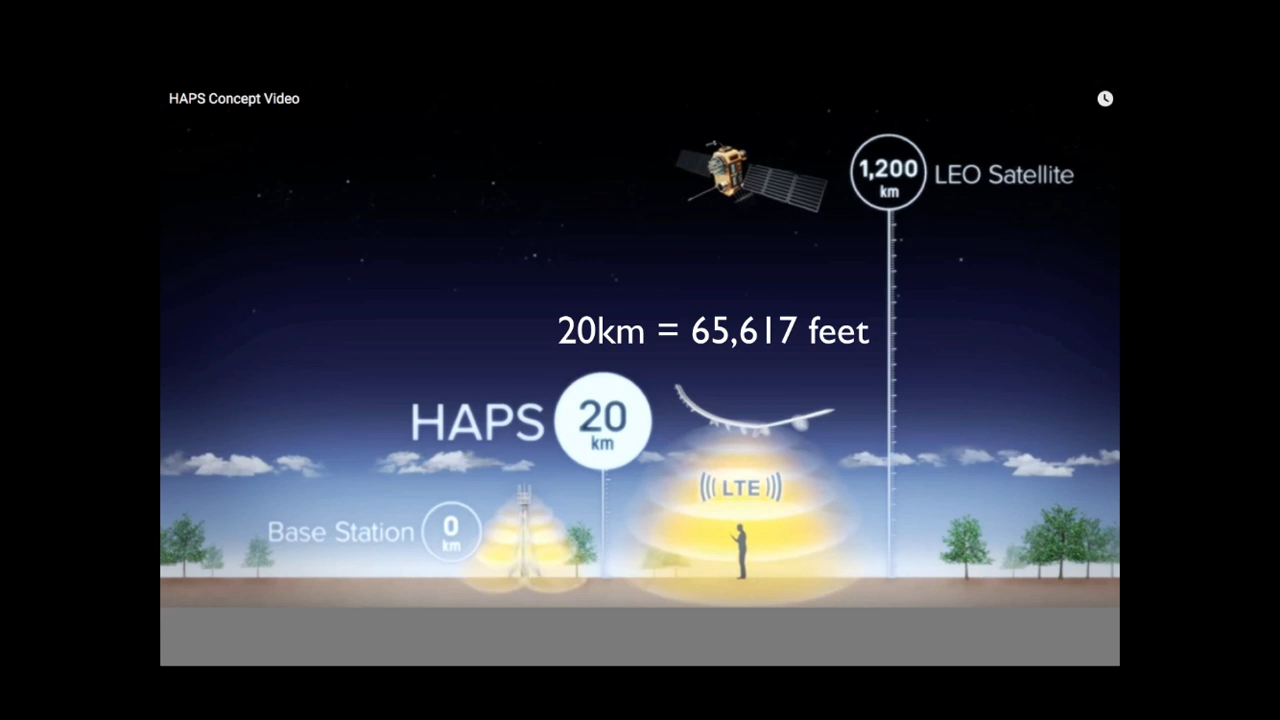 HAPS Concept Video
1,200
km
LEO Satellite
20km = 65,617 feet
HAPS
20
km
LTE
Base Station
0
km